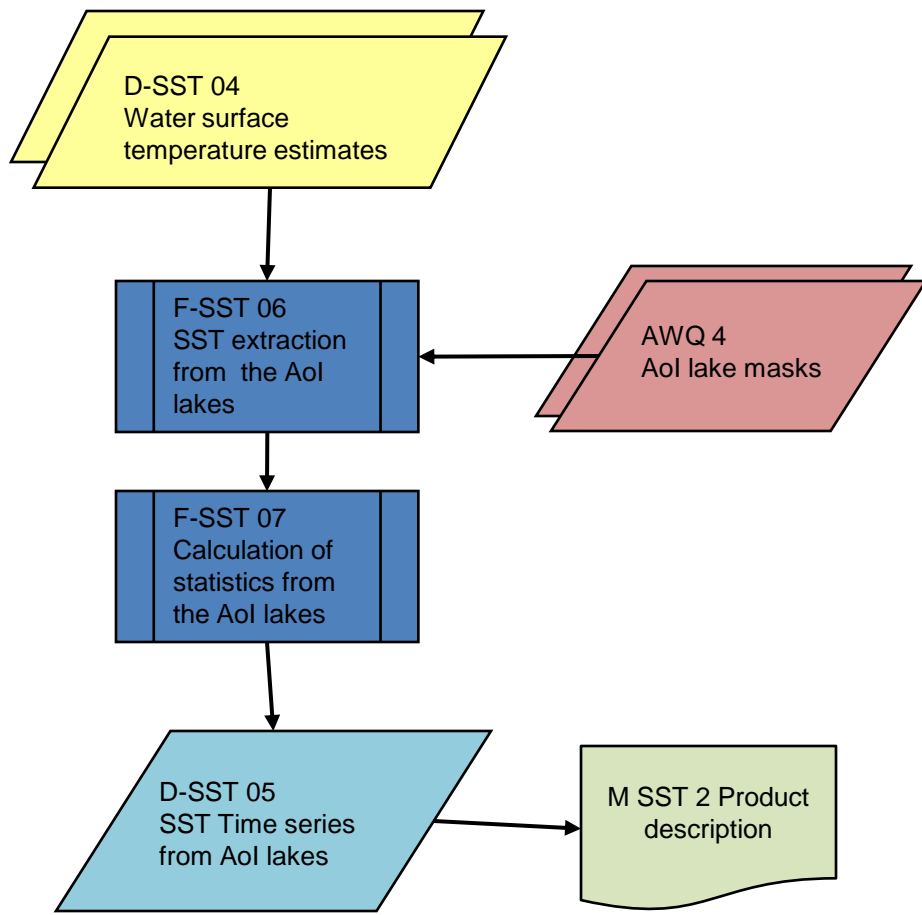 D-SST 04
Water surface
temperature estimates
F-SST 06
SST extraction
from the AoI
lakes
AWQ 4
AoI lake masks
F-SST 07
Calculation of
statistics from
the AoI lakes
D-SST 05
SST Time series
from AoI lakes
M SST 2 Product
description